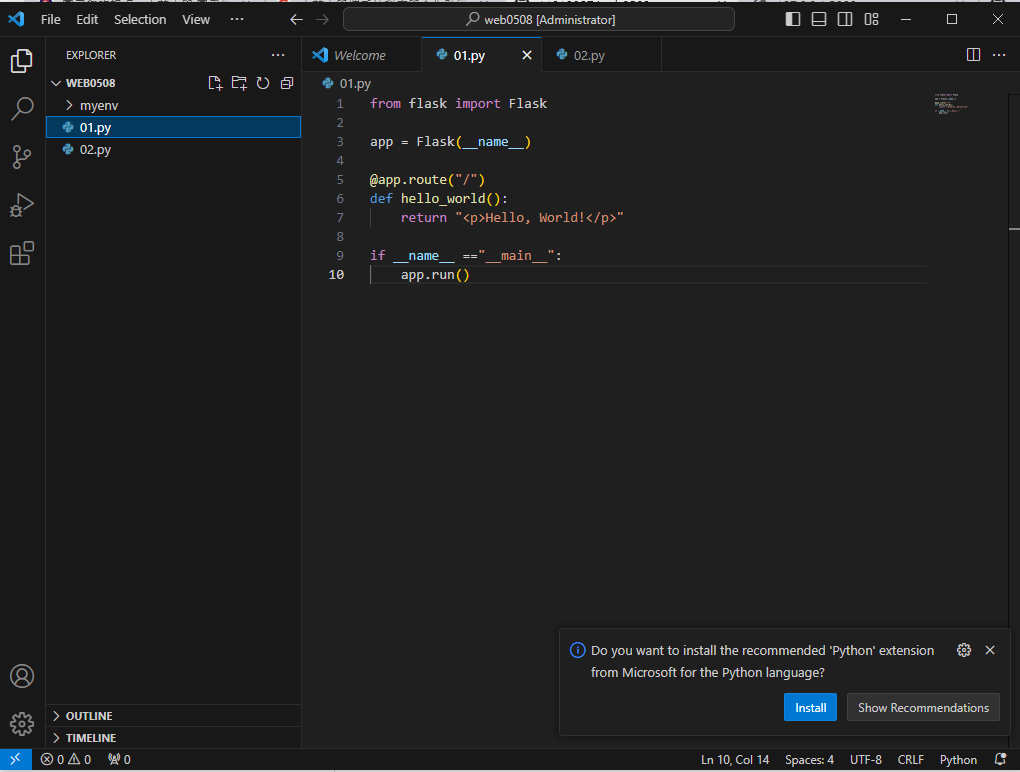 File Edit Selection View ··· web0508 [Administrator]
EXPLORER ···
WEB0508
myenv
01.py
02.py
OUTLINE
TIMELINE
Welcome 01.py 02.py
01.py
1 from flask import Flask
2
3 app = Flask(__name__)
4
5 @app.route("/")
6 def hello_world():
7 return "<p>Hello, World!</p>"
8
9 if __name__ =="__main__":
10 app.run()
Do you want to install the recommended 'Python' extension
from Microsoft for the Python language?
Install Show Recommendations
0 0 0 Ln 10, Col 14 Spaces: 4 UTF-8 CRLF Python